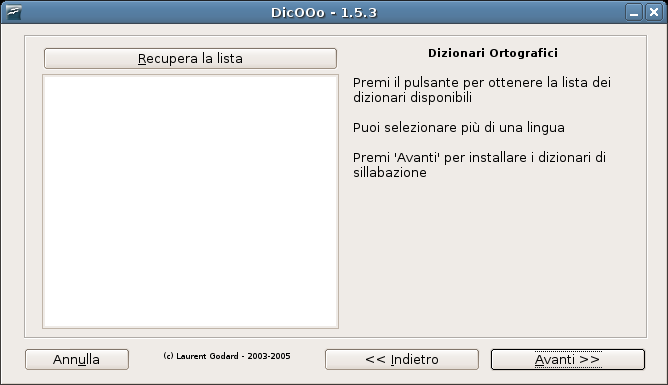 DicOOo - 1.5.3
Recupera la lista
Dizionari Ortografici
Premi il pulsante per ottenere la lista dei
dizionari disponibili
Puoi selezionare più di una lingua
Premi 'Avanti' per installare i dizionari di
sillabazione
Annulla
(c) Laurent Godard - 2003-2005
<< Indietro
Avanti >>